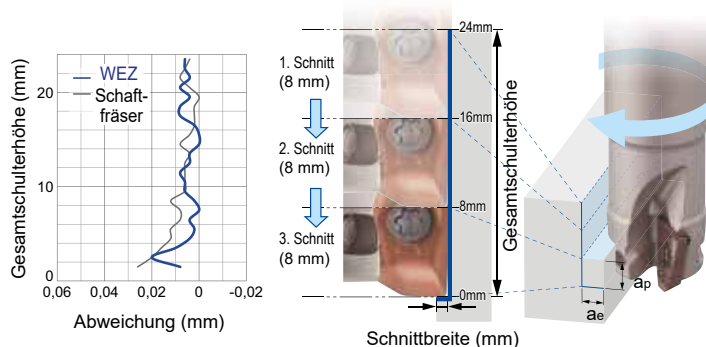 Gesamtschulterhöhe (mm)
WEZ
Schaft-
fräser
20
10
0
0,06
0,04
0,02
0
-0,02
Abweichung (mm)
1. Schnitt
(8 mm)
2. Schnitt
(8 mm)
3. Schnitt
(8 mm)
24mm
16mm
8mm
0mm
Gesamtschulterhöhe
Schnittbreite (mm)
ap
ae